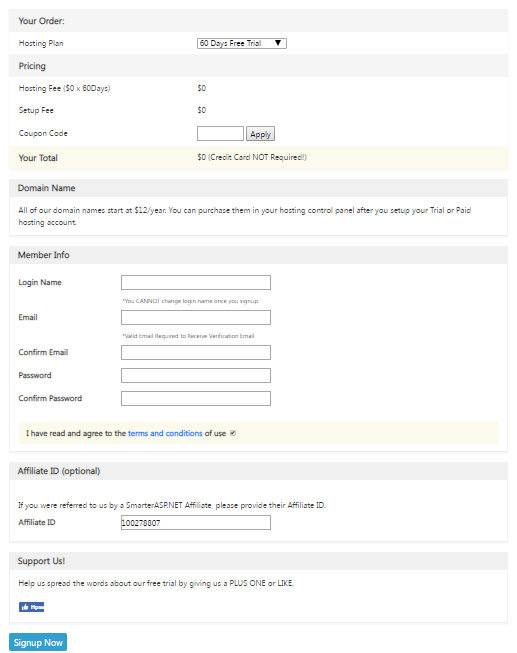 Your Order:
Hosting Plan 60 Days Free Trial
Pricing
Hosting Fee ($0 x 60Days) $0
Setup Fee $0
Coupon Code Apply
Your Total $0 (Credit Card NOT Required!)
Domain Name
All of our domain names start at $12/year. You can purchase them in your hosting control panel after you setup your Trial or Paid
hosting account.
Member Info
Login Name
*You CANNOT change login name once you signup.
Email
*Valid Email Required to Receive Verification Email
Confirm Email
Password
Confirm Password
I have read and agree to the terms and conditions of use
Affiliate ID (optional)
If you were referred to us by a SmarterASP.NET Affiliate, please provide their Affiliate ID.
Affiliate ID 100278807
Support Us!
Help us spread the words about our free trial by giving us a PLUS ONE or LIKE.
Signup Now